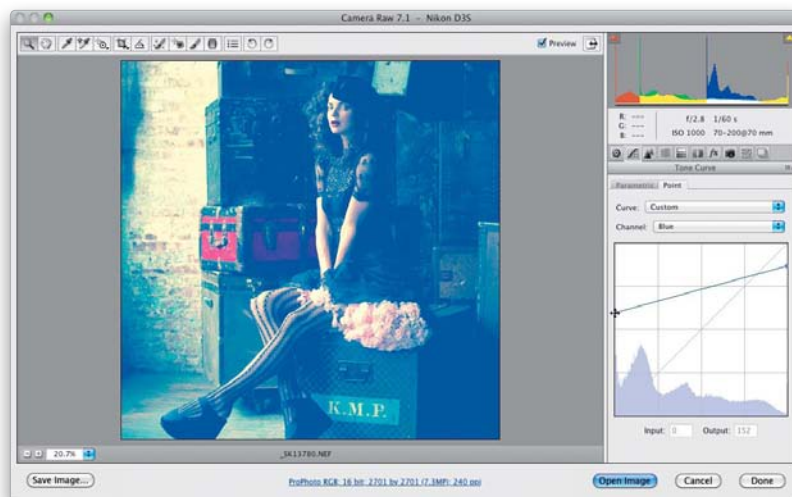 Camera Raw 7.1 – Nikon D3S
Preview
R: ---
G: ---
B: ---
f/2.8 1/60 s
ISO 1000 70-200@70 mm
Tone Curve
Parametric Point
Curve: Custom
Channel: Blue
K.M.P.
Input: 0 Output: 152
20.7%
_SK13780.NEF
Save Image...
ProPhoto RGB; 16 bit; 2701 by 2701 (7.3MP); 240 ppi
Open Image
Cancel
Done